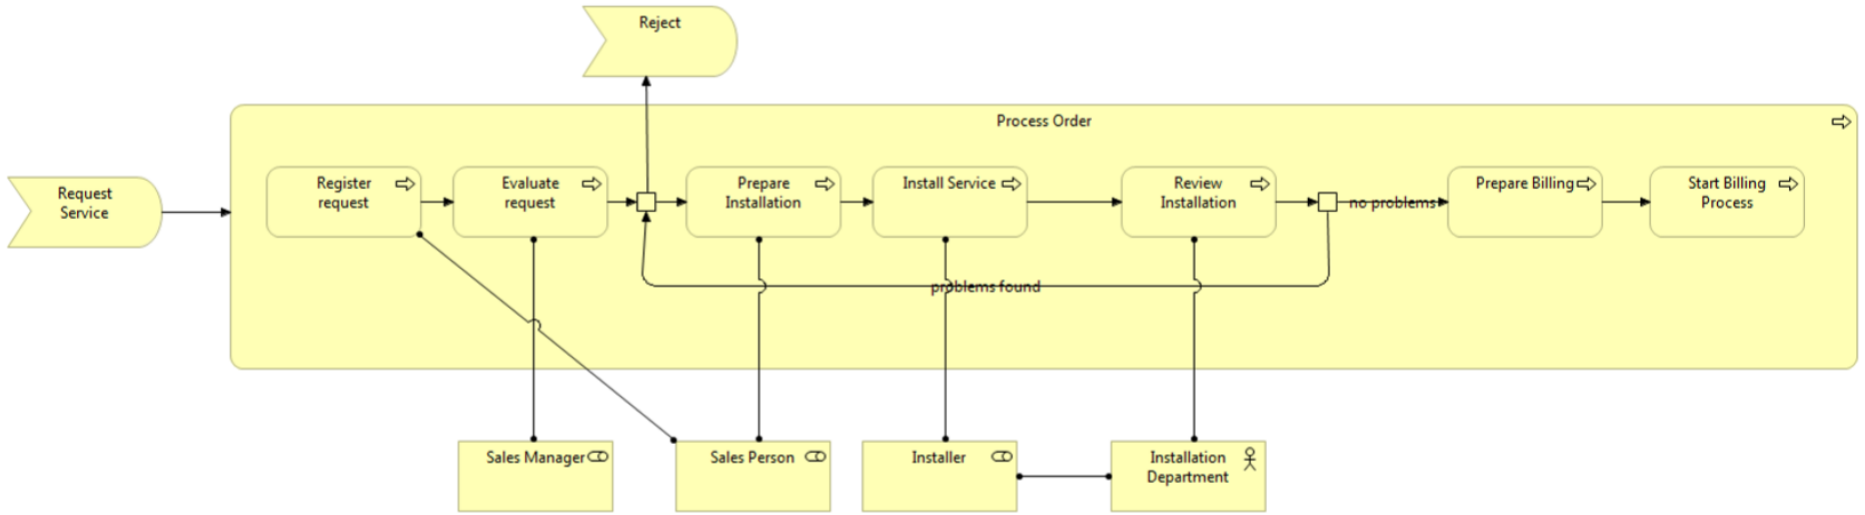 Reject
Process Order
Request
Service
Register
request
Evaluate
request
Prepare
Installation
Install Service
Review
Installation
no problems
Prepare Billing
Start Billing
Process
problems found
Sales Manager
Sales Person
Installer
Installation
Department